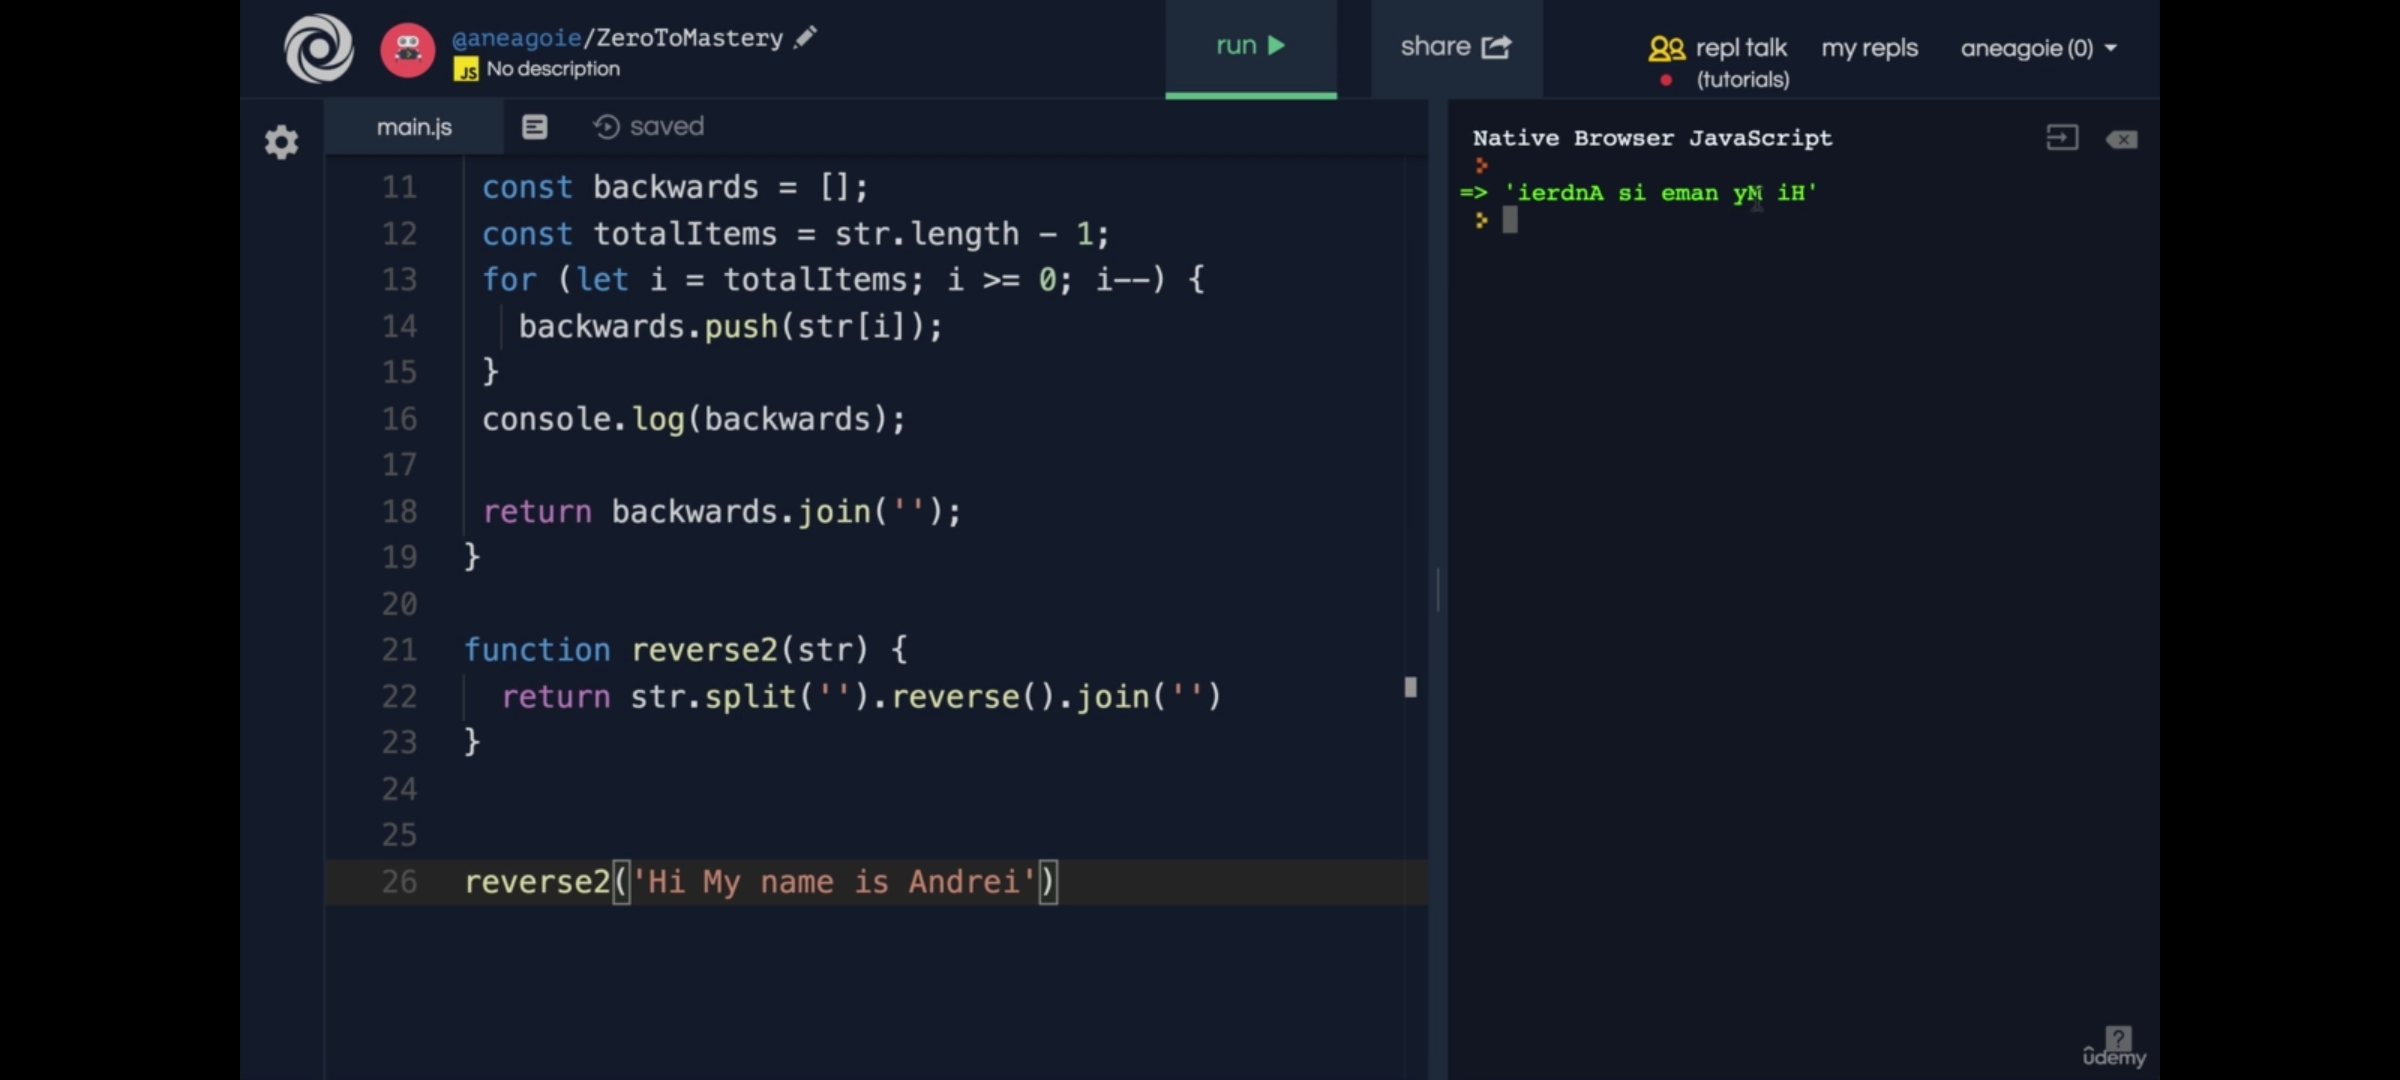 @aneagoie/ZeroToMastery
JS No description
run
share
repl talk
(tutorials)
my repls
aneagoie (0)
main.js
saved
11 const backwards = [];
12 const totalItems = str.length - 1;
13 for (let i = totalItems; i >= 0; i--) {
14 backwards.push(str[i]);
15 }
16 console.log(backwards);
17
18 return backwards.join('');
19 }
20
21 function reverse2(str) {
22 return str.split('').reverse().join('')
23 }
24
25
26 reverse2('Hi My name is Andrei')
Native Browser JavaScript
=> 'ierdnA si eman yM iH'
?
ûdemy